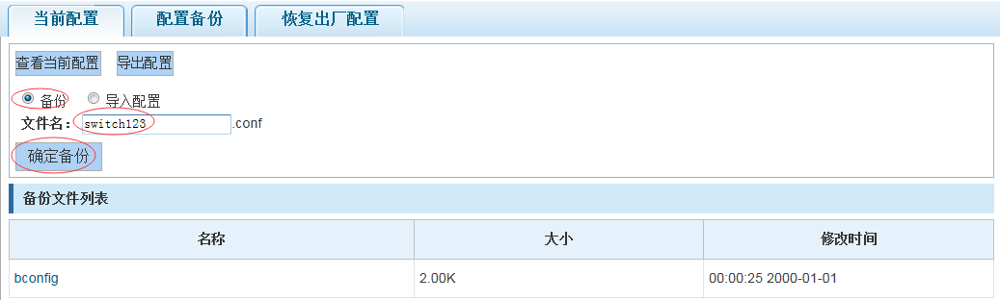 当前配置 配置备份 恢复出厂配置
查看当前配置 导出配置
备份 导入配置
文件名： switch123 .conf
确定备份
备份文件列表
名称 大小 修改时间
bconfig 2.00K 00:00:25 2000-01-01